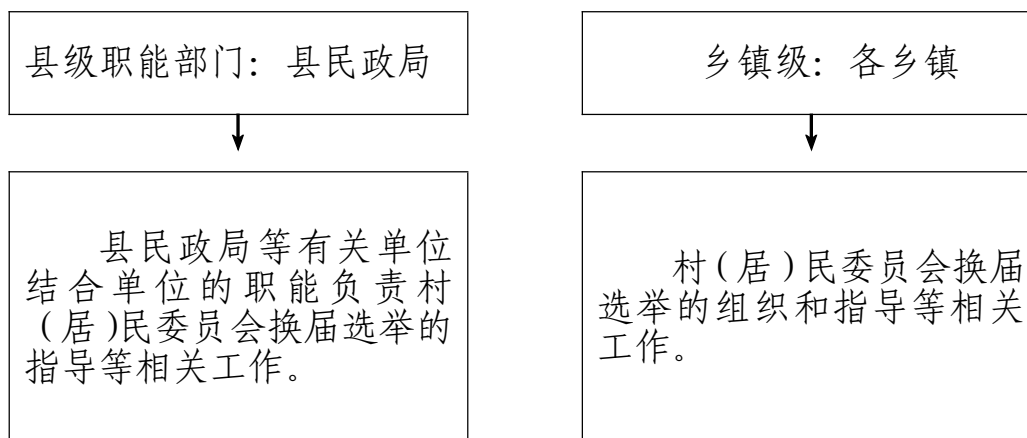 县级职能部门：县民政局
乡镇级：各乡镇
县民政局等有关单位
结合单位的职能负责村
(居)民委员会换届选举的
指导等相关工作。
村(居)民委员会换届
选举的组织和指导等相关
工作。